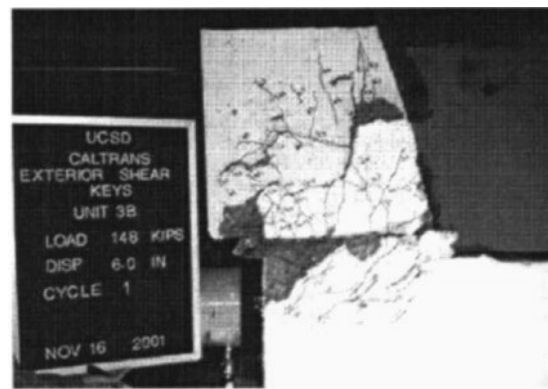 UCSD
CALTRANS
EXTERIOR SHEAR
KEYS
UNIT 3B
LOAD 148 KIPS
DISP 6.0 IN
CYCLE 1
NOV 16 2001